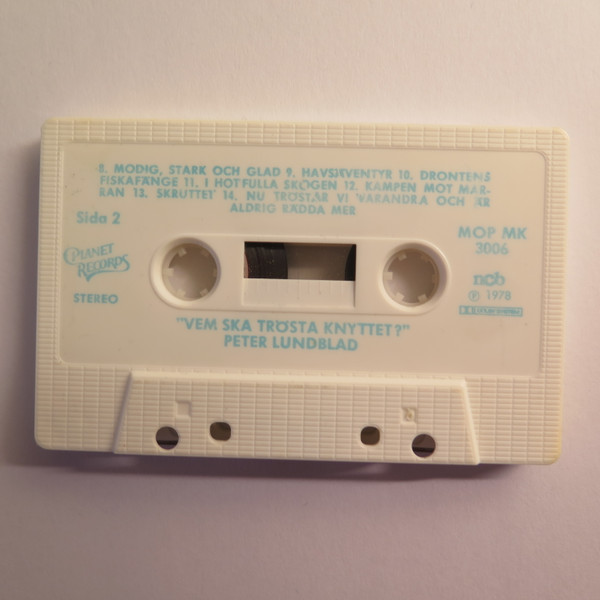 8. MODIG, STARK OCH GLAD 9. HAVSÄVENTYR 10. DRONTENS
FISKAFÄNGE 11. I HOTFULLA SKOGEN 12. KAMPEN MOT MÅR-
RAN 13. SKRUTTET 14. NU TRÖSTAR VI VARANDRA OCH ÄR
ALDRIG RÄDDA MER
Sida 2
MOP MK
3006
PLANET
RECORDS
STEREO
ncb
Ⓟ 1978
"VEM SKA TRÖSTA KNYTTET?"
PETER LUNDBLAD